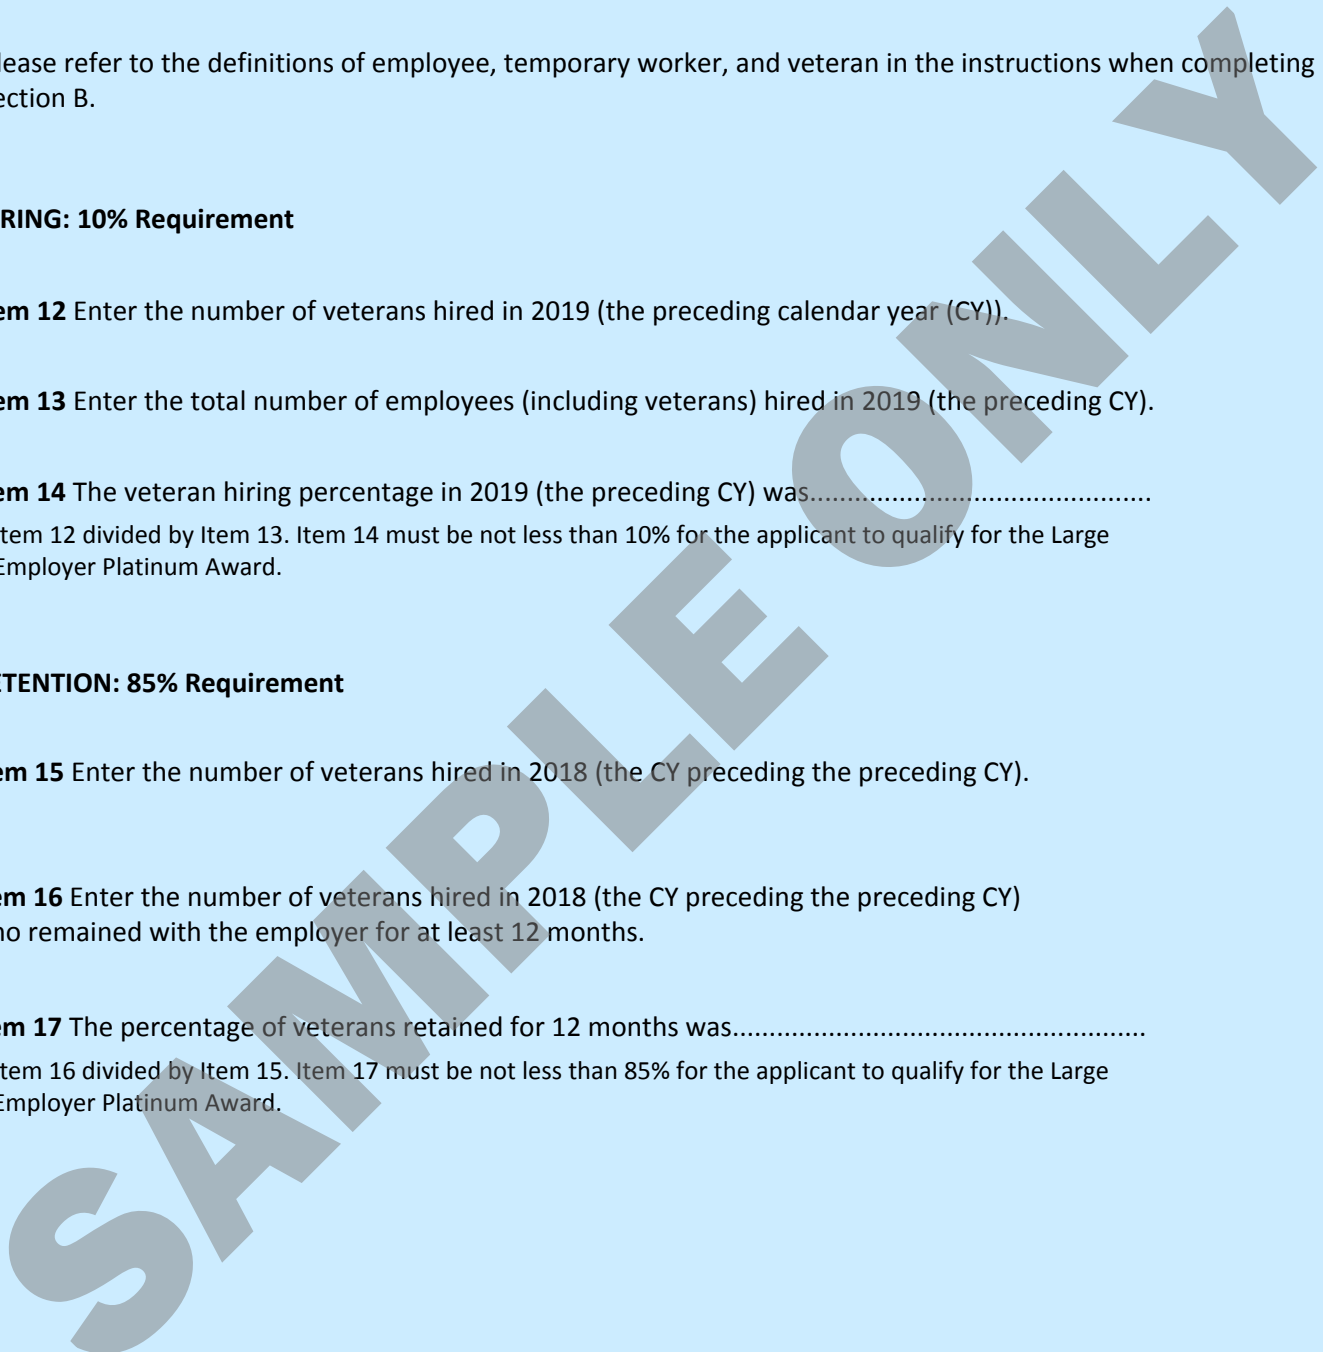 lease refer to the definitions of employee, temporary worker, and veteran in the instructions when completing
ection B.
RING: 10% Requirement
em 12 Enter the number of veterans hired in 2019 (the preceding calendar year (CY)).
em 13 Enter the total number of employees (including veterans) hired in 2019 (the preceding CY).
em 14 The veteran hiring percentage in 2019 (the preceding CY) was..............................................
tem 12 divided by Item 13. Item 14 must be not less than 10% for the applicant to qualify for the Large
Employer Platinum Award.
ETENTION: 85% Requirement
em 15 Enter the number of veterans hired in 2018 (the CY preceding the preceding CY).
em 16 Enter the number of veterans hired in 2018 (the CY preceding the preceding CY)
no remained with the employer for at least 12 months.
em 17 The percentage of veterans retained for 12 months was.......................................................
tem 16 divided by Item 15. Item 17 must be not less than 85% for the applicant to qualify for the Large
Employer Platinum Award.
SAMPLE ONLY